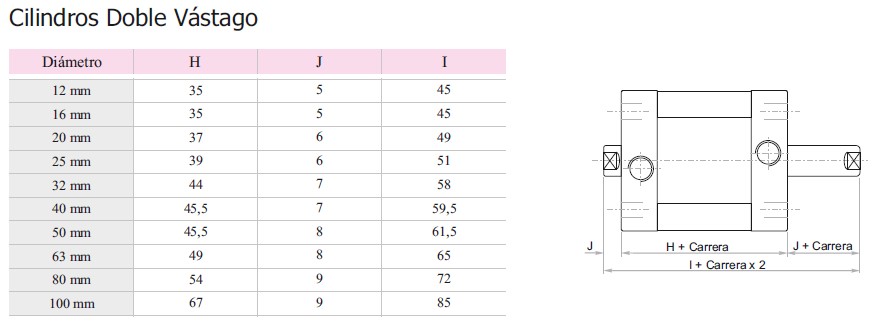 Cilindros Doble Vástago
Diámetro H J I
12 mm 35 5 45
16 mm 35 5 45
20 mm 37 6 49
25 mm 39 6 51
32 mm 44 7 58
40 mm 45,5 7 59,5
50 mm 45,5 8 61,5
63 mm 49 8 65
80 mm 54 9 72
100 mm 67 9 85
J H + Carrera J + Carrera
I + Carrera x 2